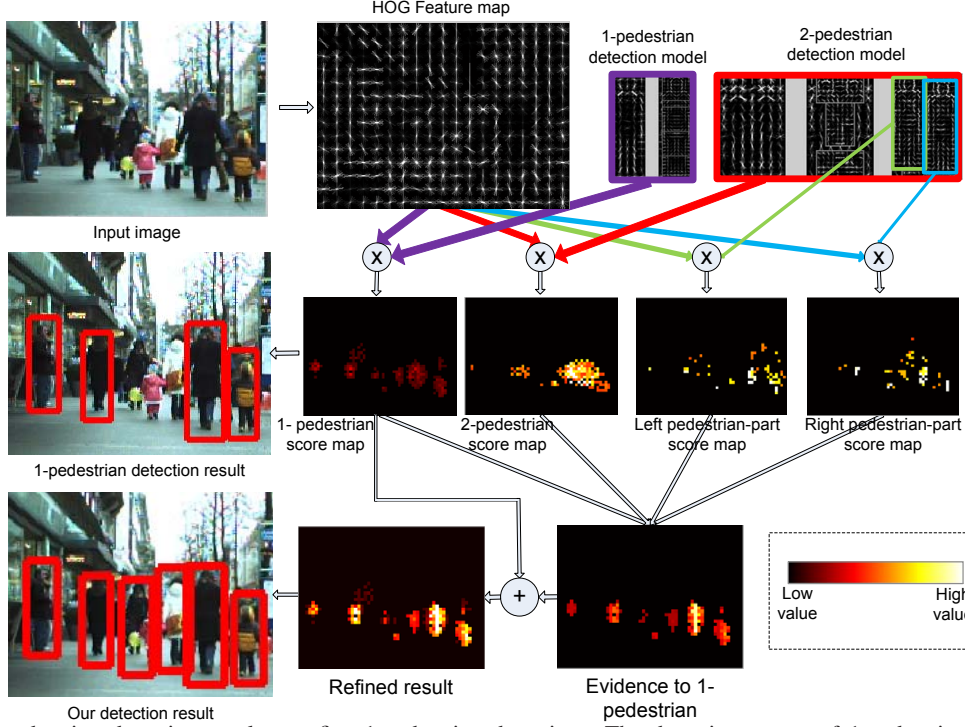 HOG Feature map
1-pedestrian
detection model
2-pedestrian
detection model
Input image
X
X
X
X
1- pedestrian
score map
2-pedestrian
score map
Left pedestrian-part
score map
Right pedestrian-part
score map
1-pedestrian detection result
+
Low
value
High
value
Refined result
Evidence to 1-
pedestrian
Our detection result